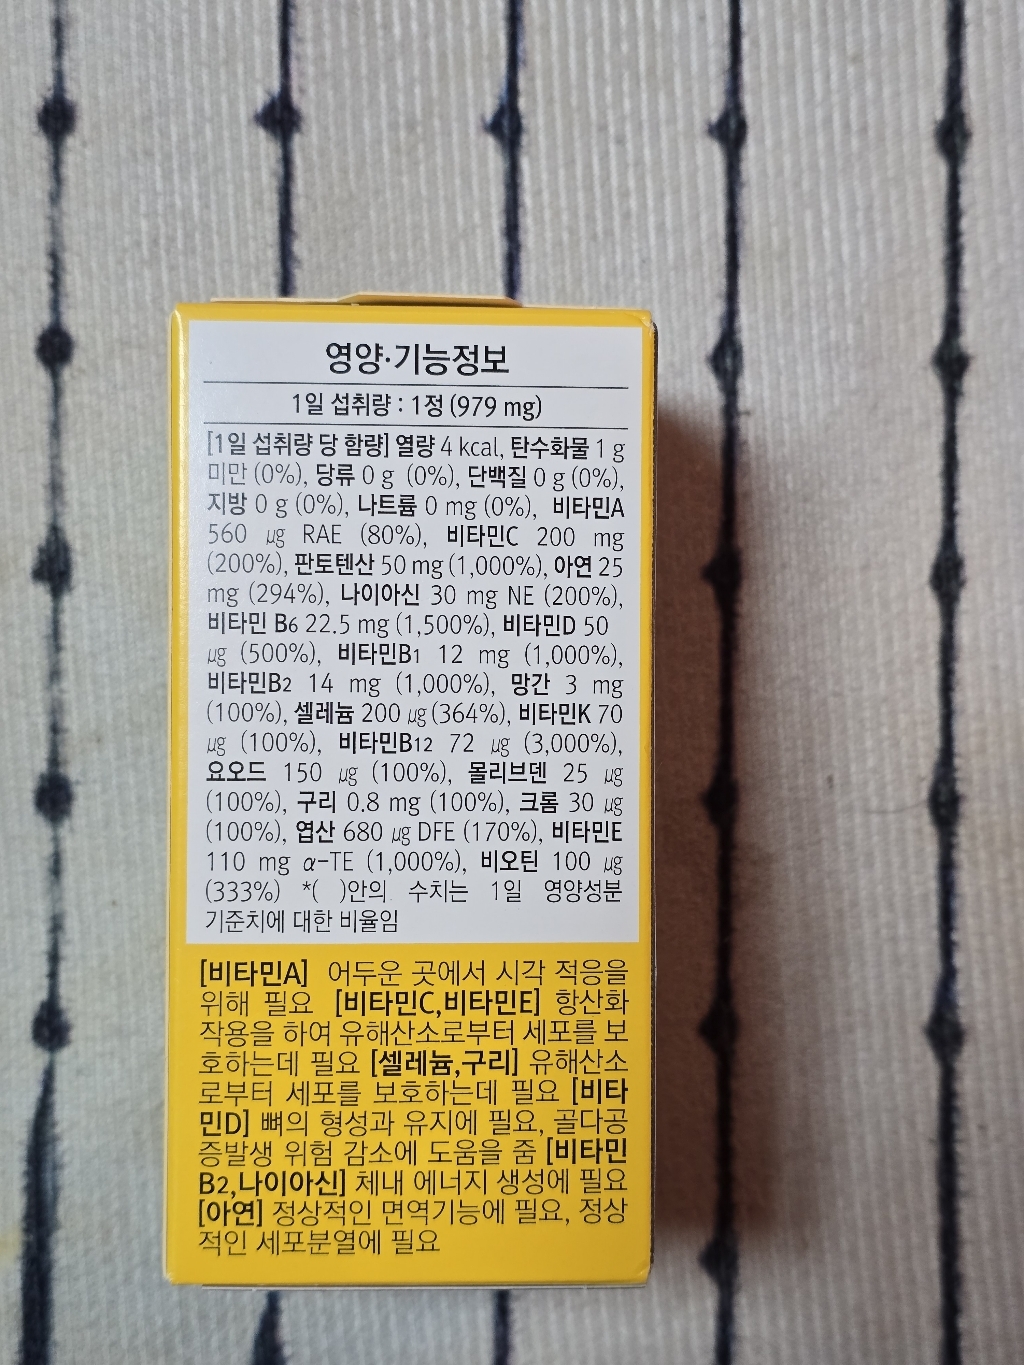 영양·기능정보
1일 섭취량 : 1정 (979 mg)
[1일 섭취량 당 함량] 열량 4 kcal, 탄수화물 1 g
미만 (0%), 당류 0 g (0%), 단백질 0 g (0%),
지방 0 g (0%), 나트륨 0 mg (0%), 비타민A
560 μg RAE (80%), 비타민C 200 mg
(200%), 판토텐산 50 mg (1,000%), 아연 25
mg (294%), 나이아신 30 mg NE (200%),
비타민 B6 22.5 mg (1,500%), 비타민D 50
μg (500%), 비타민B1 12 mg (1,000%),
비타민B2 14 mg (1,000%), 망간 3 mg
(100%), 셀레늄 200 μg (364%), 비타민K 70
μg (100%), 비타민B12 72 μg (3,000%),
요오드 150 μg (100%), 몰리브덴 25 μg
(100%), 구리 0.8 mg (100%), 크롬 30 μg
(100%), 엽산 680 μg DFE (170%), 비타민E
110 mg α-TE (1,000%), 비오틴 100 μg
(333%) *( )안의 수치는 1일 영양성분
기준치에 대한 비율임
[비타민A] 어두운 곳에서 시각 적응을
위해 필요 [비타민C,비타민E] 항산화
작용을 하여 유해산소로부터 세포를 보
호하는데 필요 [셀레늄,구리] 유해산소
로부터 세포를 보호하는데 필요 [비타
민D] 뼈의 형성과 유지에 필요, 골다공
증발생 위험 감소에 도움을 줌 [비타민
B2,나이아신] 체내 에너지 생성에 필요
[아연] 정상적인 면역기능에 필요, 정상
적인 세포분열에 필요